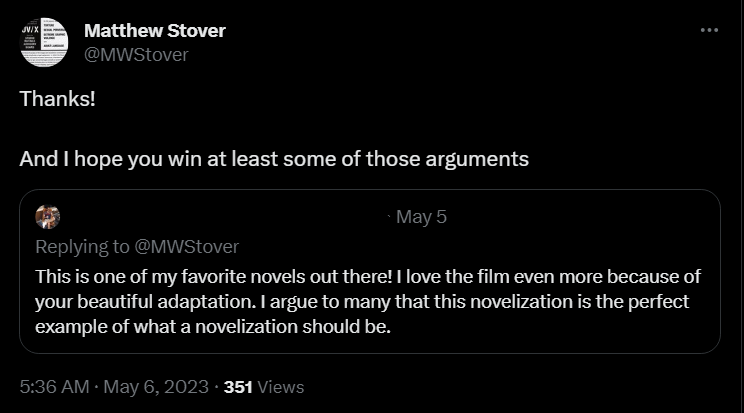 Matthew Stover
@MWStover
Thanks!
And I hope you win at least some of those arguments
May 5
Replying to @MWStover
This is one of my favorite novels out there! I love the film even more because of
your beautiful adaptation. I argue to many that this novelization is the perfect
example of what a novelization should be.
5:36 AM · May 6, 2023 · 351 Views